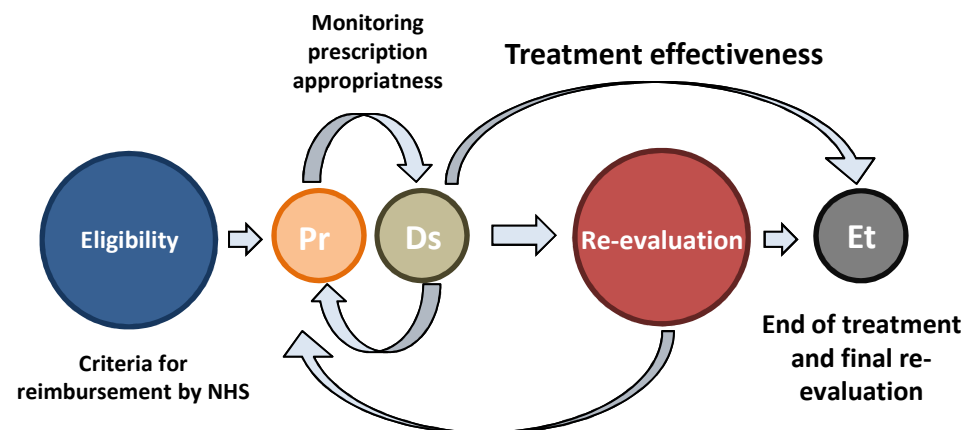 Monitoring
prescription
appropriatness
Treatment effectiveness
Eligibility
Pr
Ds
Re-evaluation
Et
Criteria for
reimbursement by NHS
End of treatment
and final re-
evaluation